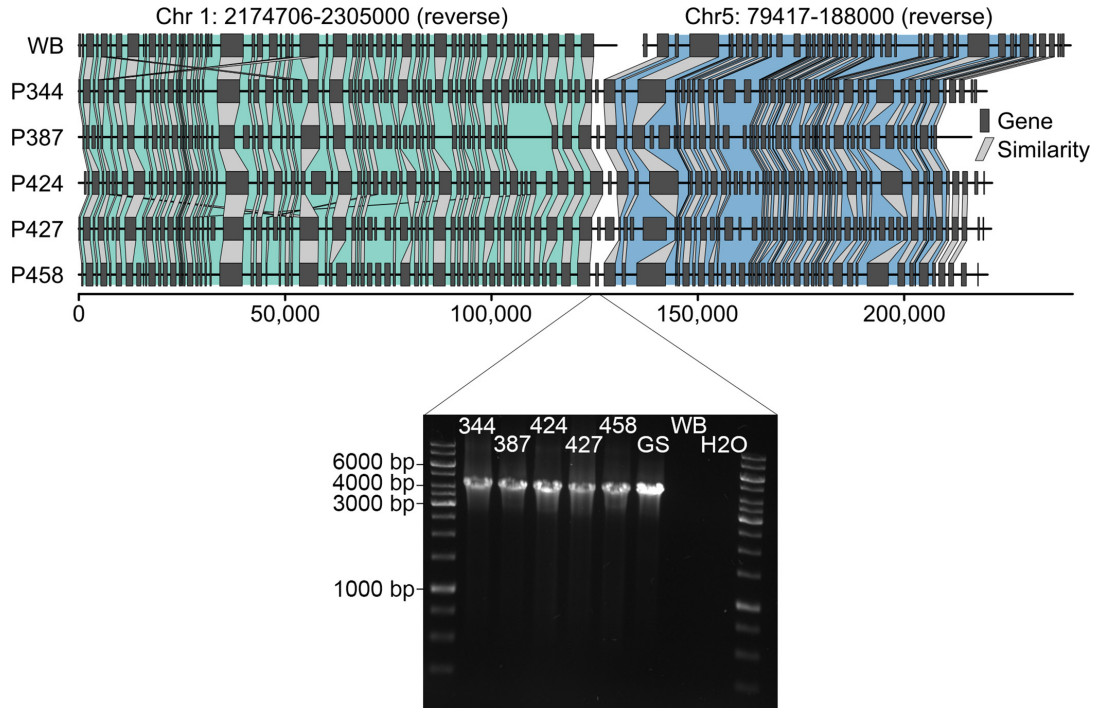 Chr 1: 2174706-2305000 (reverse)
Chr5: 79417-188000 (reverse)
WB
P344
P387
P424
P427
P458
Gene
Similarity
0
50,000
100,000
150,000
200,000
344
424
458
WB
387
427
GS
H2O
6000 bp
4000 bp
3000 bp
1000 bp